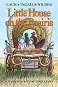 LAURA INGALLS WILDER
Little House
on the Prairie